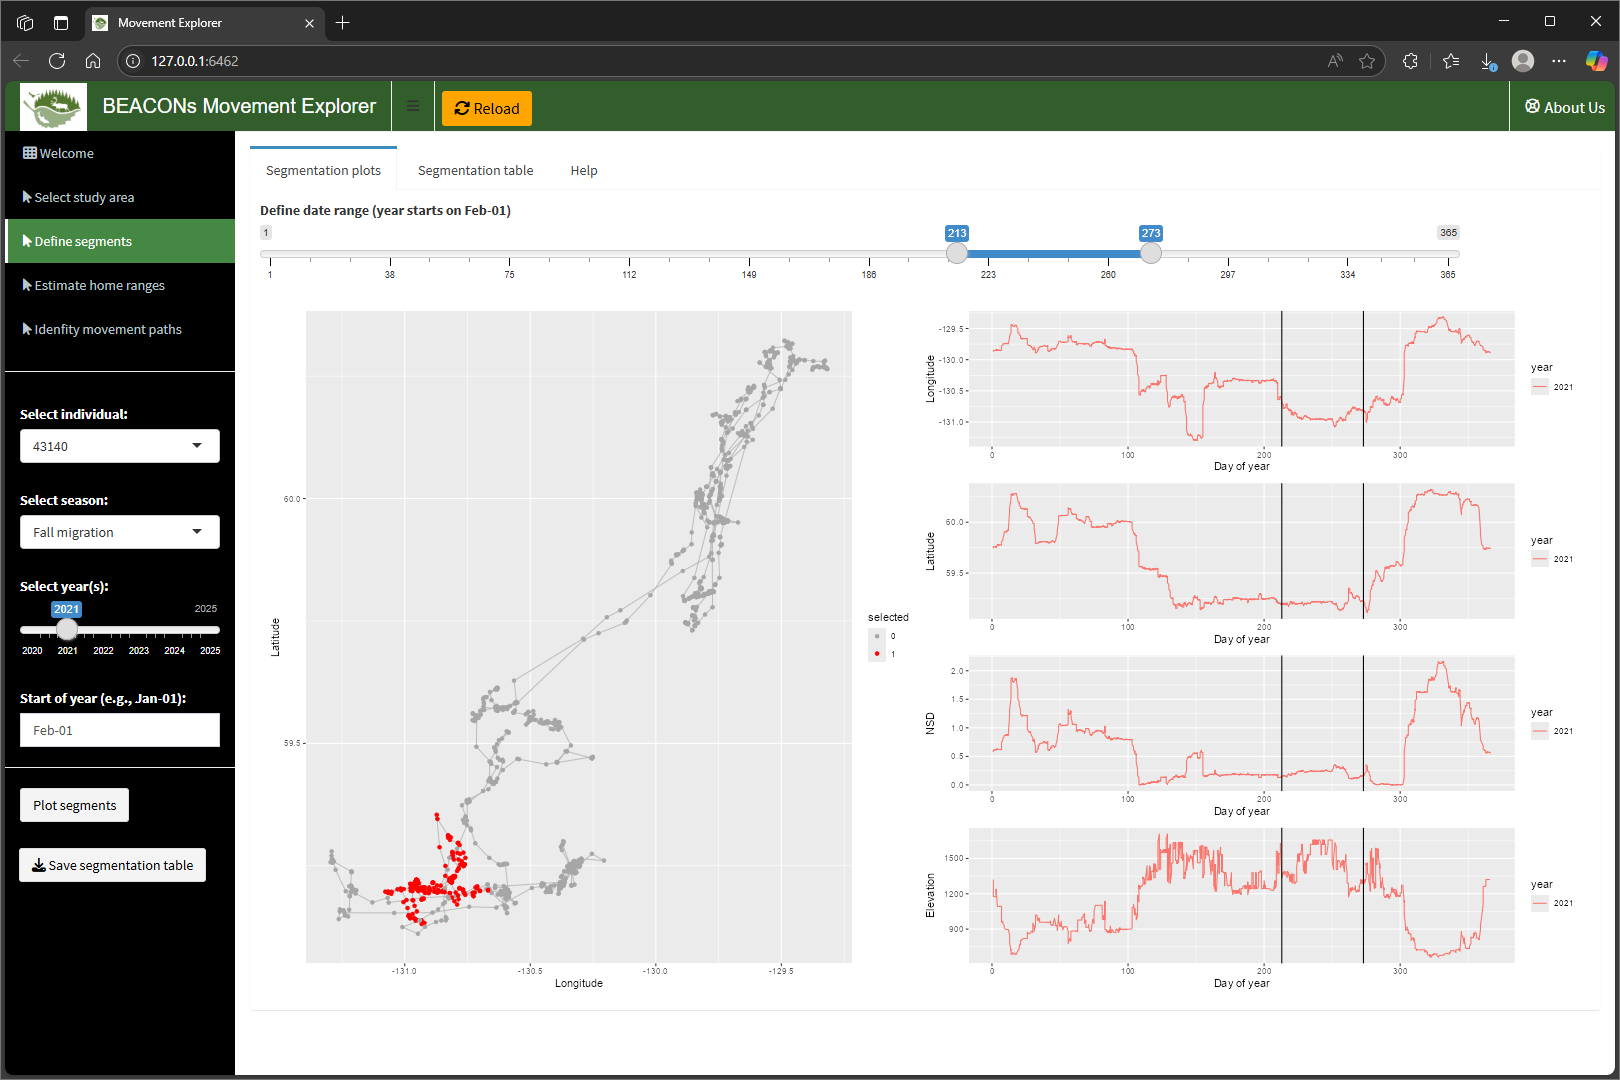 Movement Explorer
127.0.0.1:6462
BEACONs Movement Explorer
Reload
About Us
Welcome
Select study area
Define segments
Estimate home ranges
Idenfity movement paths
Select individual:
43140
Select season:
Fall migration
Select year(s):
2021
2025
2020 2021 2022 2023 2024 2025
Start of year (e.g., Jan-01):
Feb-01
Plot segments
Save segmentation table
Segmentation plots
Segmentation table
Help
Define date range (year starts on Feb-01)
1
213
273
365
1 38 75 112 149 186 223 260 297 334 365
Latitude
60.0
59.5
-131.0 -130.5 -130.0 -129.5
Longitude
selected
0
1
Longitude
-129.5
-130.0
-130.5
-131.0
0 100 200 300
Day of year
year
2021
Latitude
60.0
59.5
0 100 200 300
Day of year
year
2021
NSD
2.0
1.5
1.0
0.5
0.0
0 100 200 300
Day of year
year
2021
Elevation
1500
1200
900
0 100 200 300
Day of year
year
2021